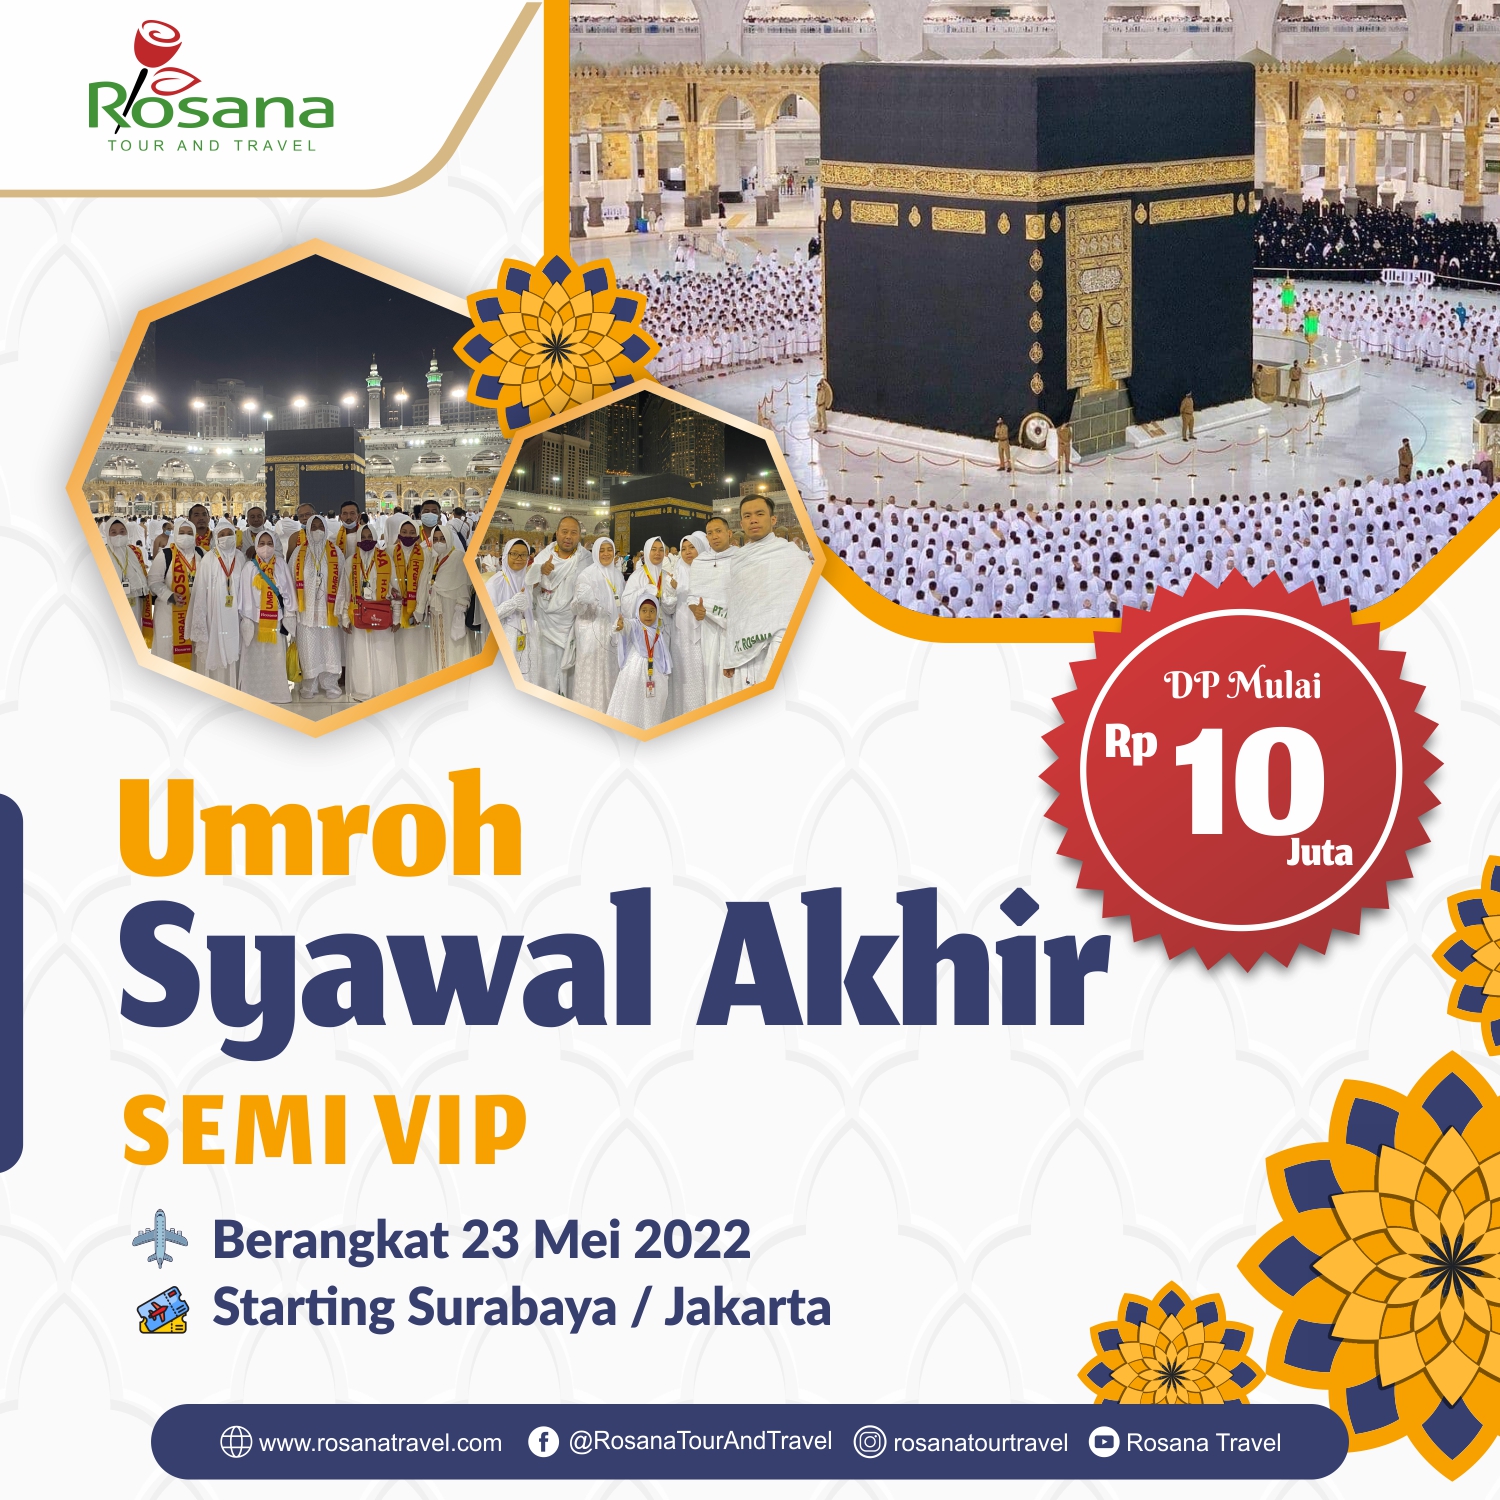 Rosana
TOUR AND TRAVEL
ROSANA
DP Mulai
Rp 10
Juta
Umroh
Syawal Akhir
SEMI VIP
Berangkat 23 Mei 2022
Starting Surabaya / Jakarta
www.rosanatravel.com @RosanaTourAndTravel rosanatourtravel Rosana Travel